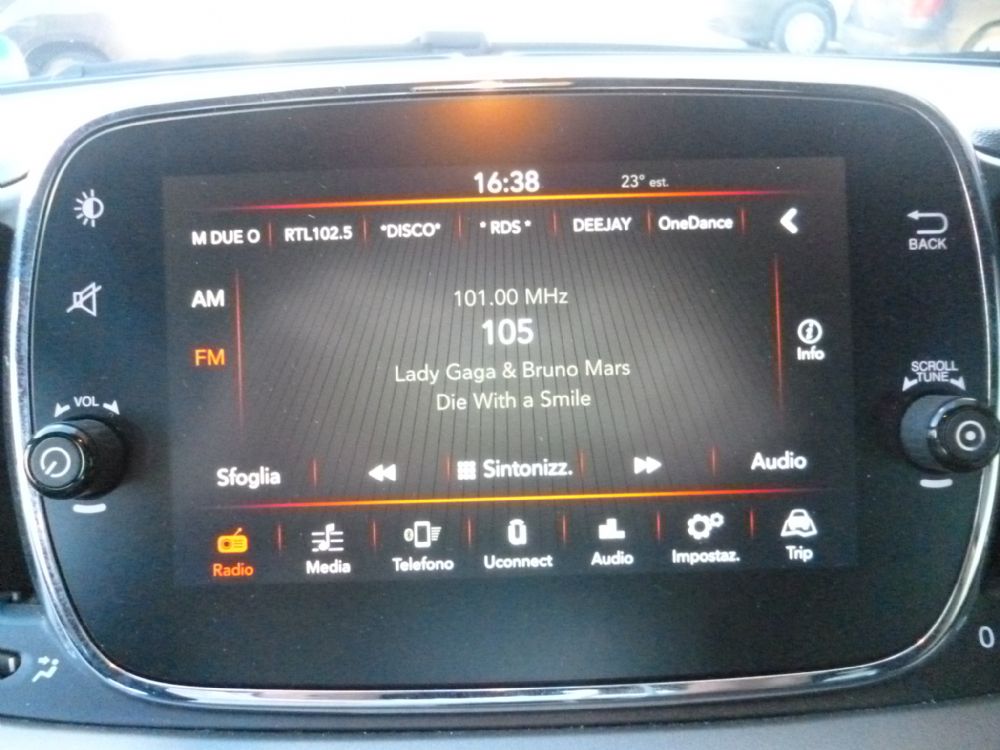 16:38 23° est.
M DUE O RTL102.5 *DISCO* * RDS * DEEJAY OneDance
BACK
AM
101.00 MHz
105
Info
FM
Lady Gaga & Bruno Mars
Die With a Smile
VOL
SCROLL
TUNE
Sfoglia Sintonizz. Audio
Radio Media Telefono Uconnect Audio Impostaz. Trip
0